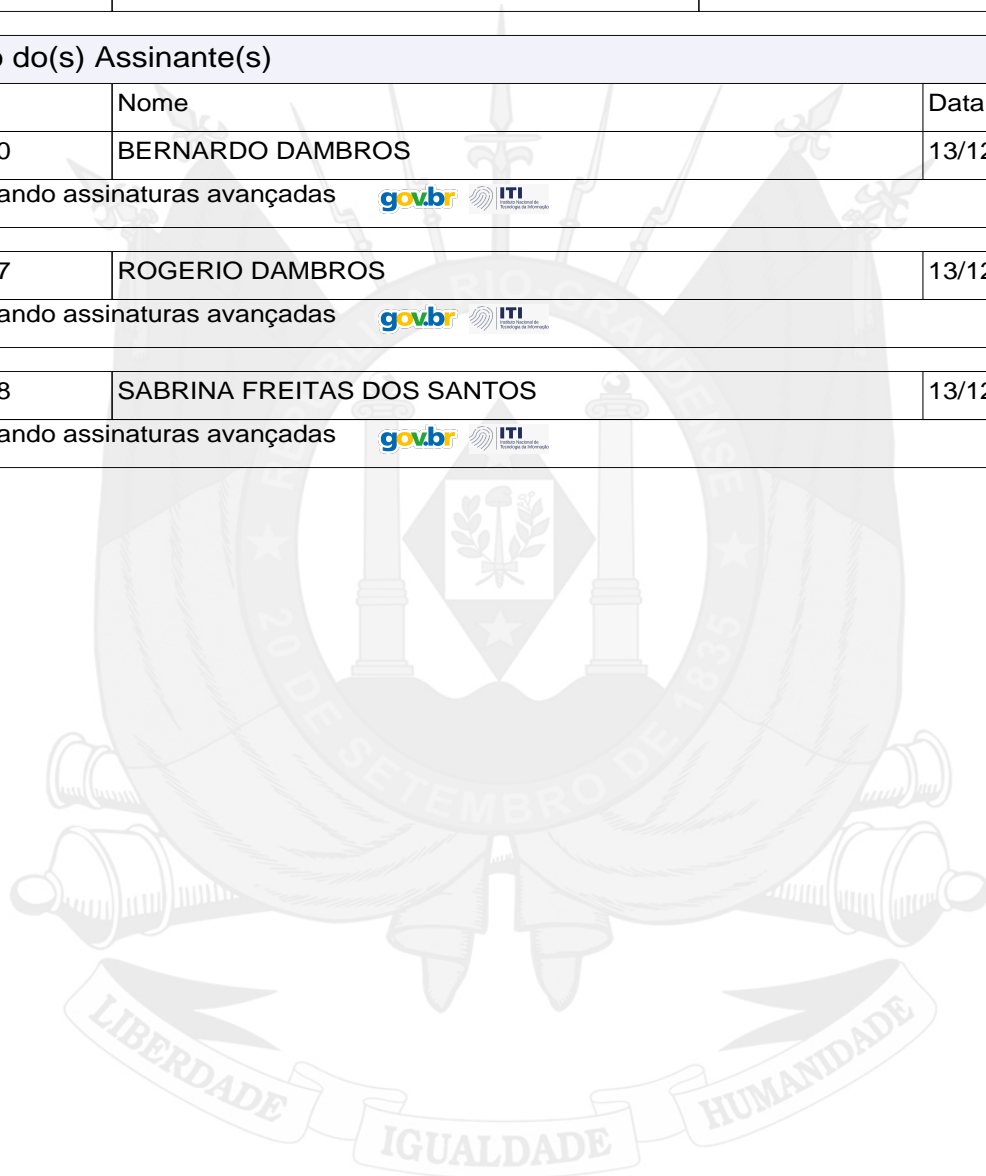 o do(s) Assinante(s)
Nome Data
0 BERNARDO DAMBROS 13/12
ando assinaturas avançadas gov.br ITI
7 ROGERIO DAMBROS 13/12
ando assinaturas avançadas gov.br ITI
8 SABRINA FREITAS DOS SANTOS 13/12
ando assinaturas avançadas gov.br ITI
20 DE SETEMBRO DE 1835
LIBERDADE IGUALDADE HUMANIDADE